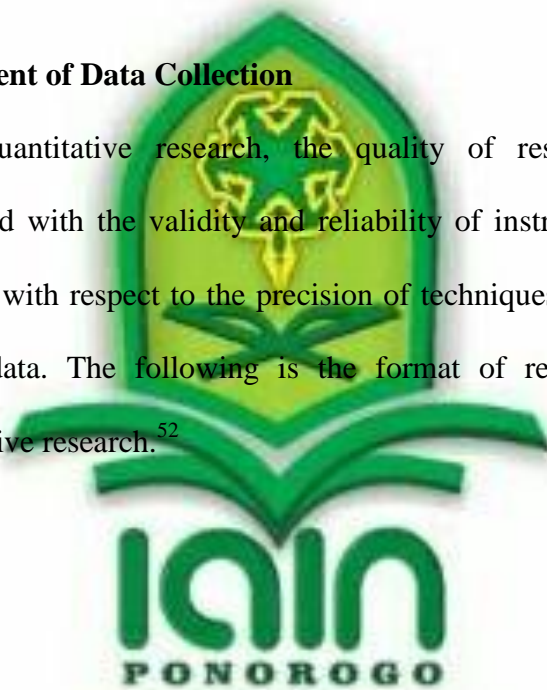 ent of Data Collection
uantitative research, the quality of res
d with the validity and reliability of instr
with respect to the precision of techniques
data. The following is the format of re
ive research.52
IAIN
PONOROGO